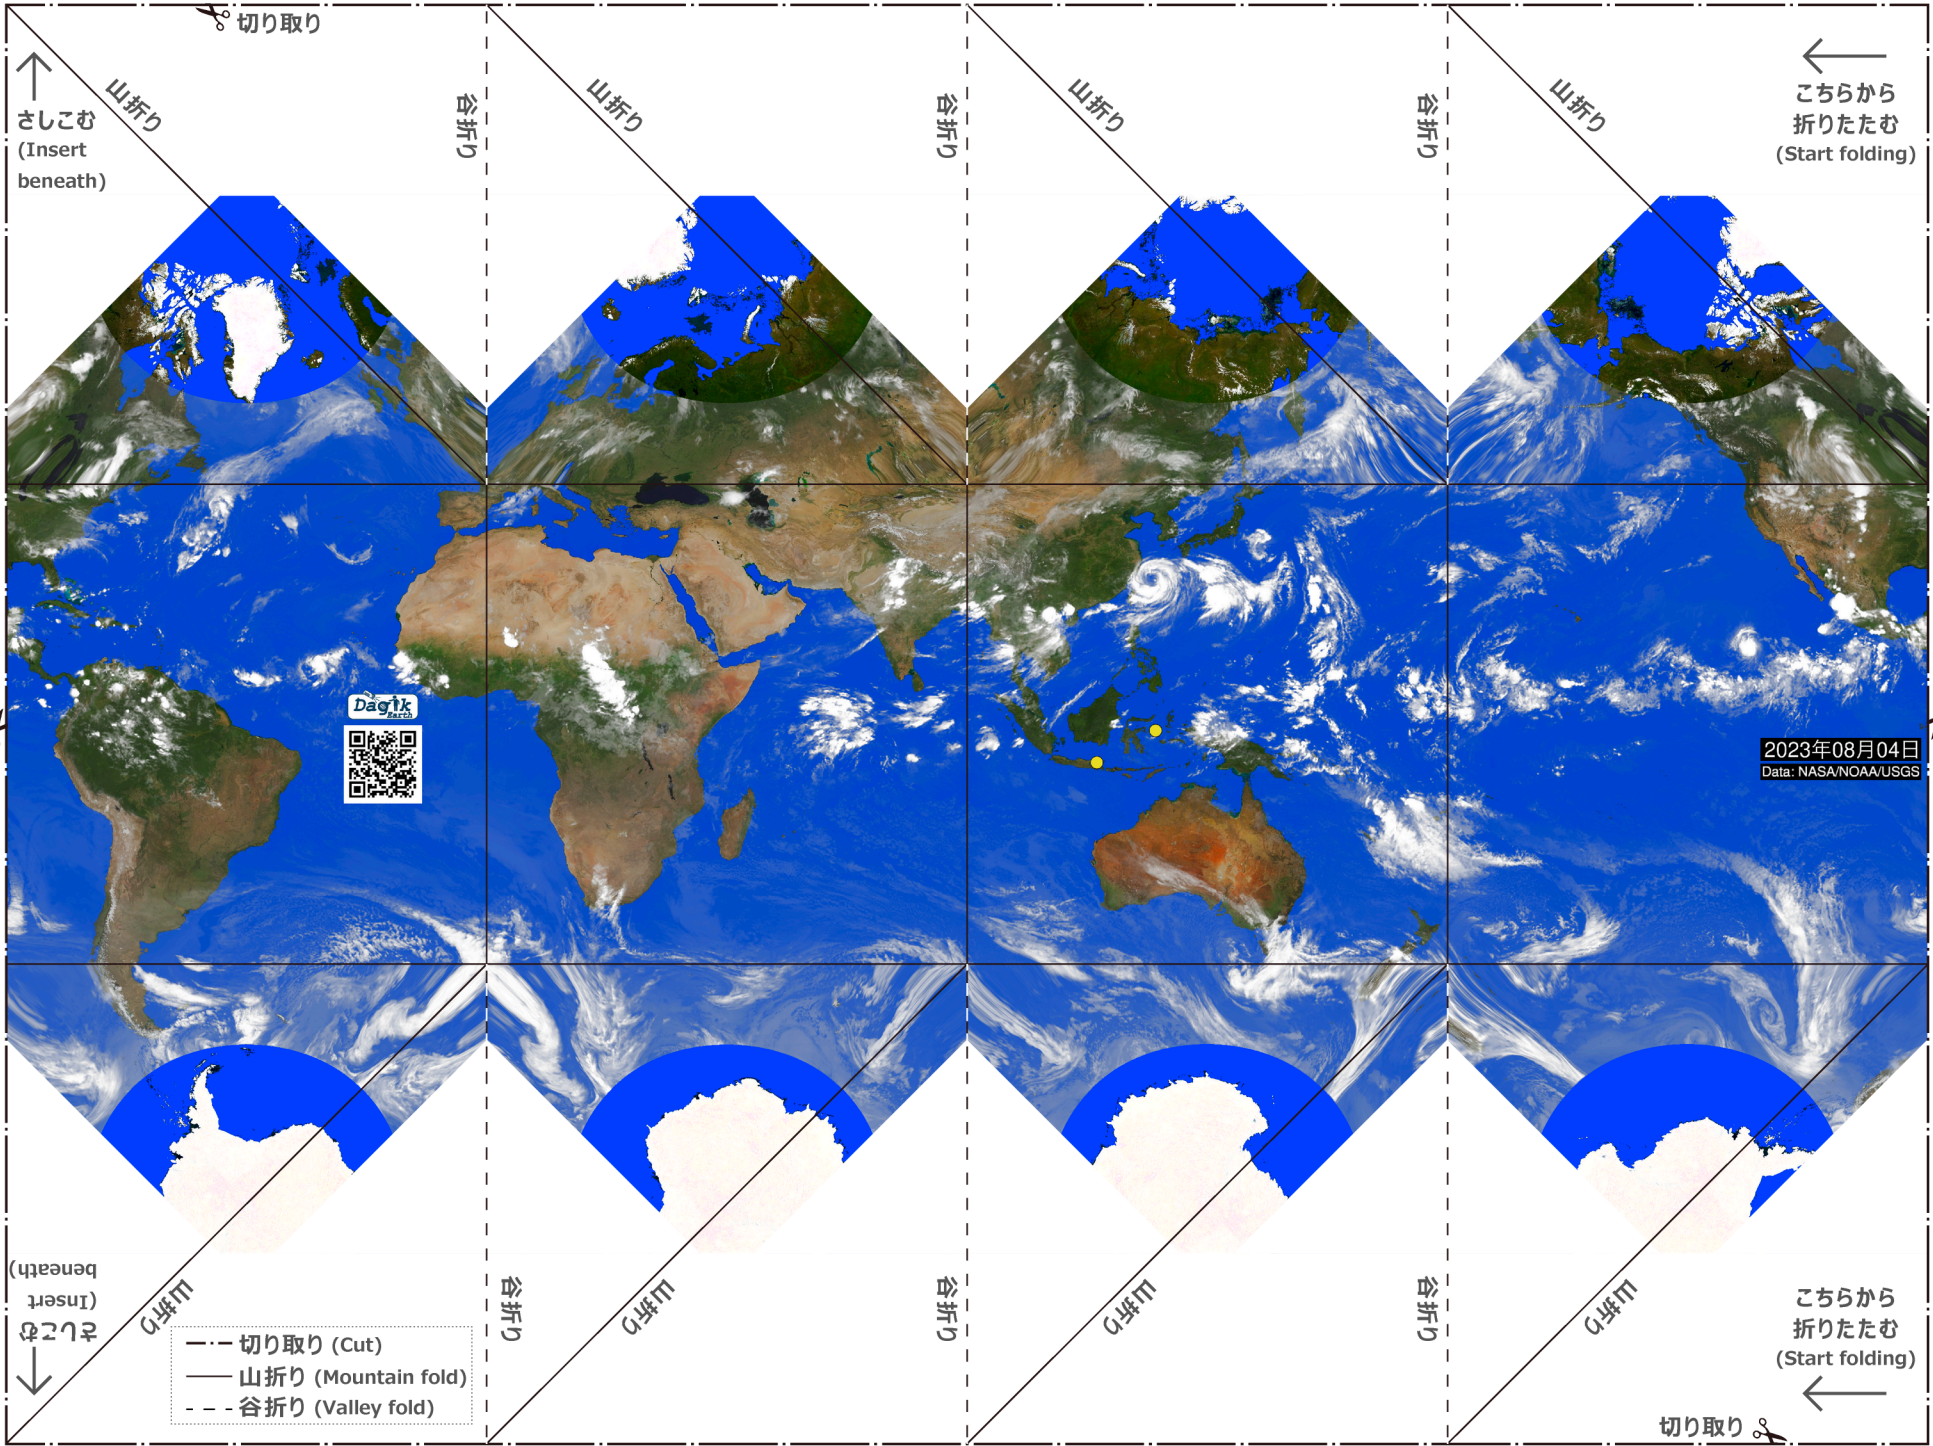 切り取り
山折り
谷折り
山折り
谷折り
山折り
谷折り
山折り
さしこむ
(Insert
beneath)
こちらから
折りたたむ
(Start folding)
Dagik
Earth
2023年08月04日
Data: NASA/NOAA/USGS
さしこむ
(Insert
beneath)
山折り
谷折り
山折り
谷折り
山折り
谷折り
山折り
こちらから
折りたたむ
(Start folding)
切り取り (Cut)
山折り (Mountain fold)
谷折り (Valley fold)
切り取り